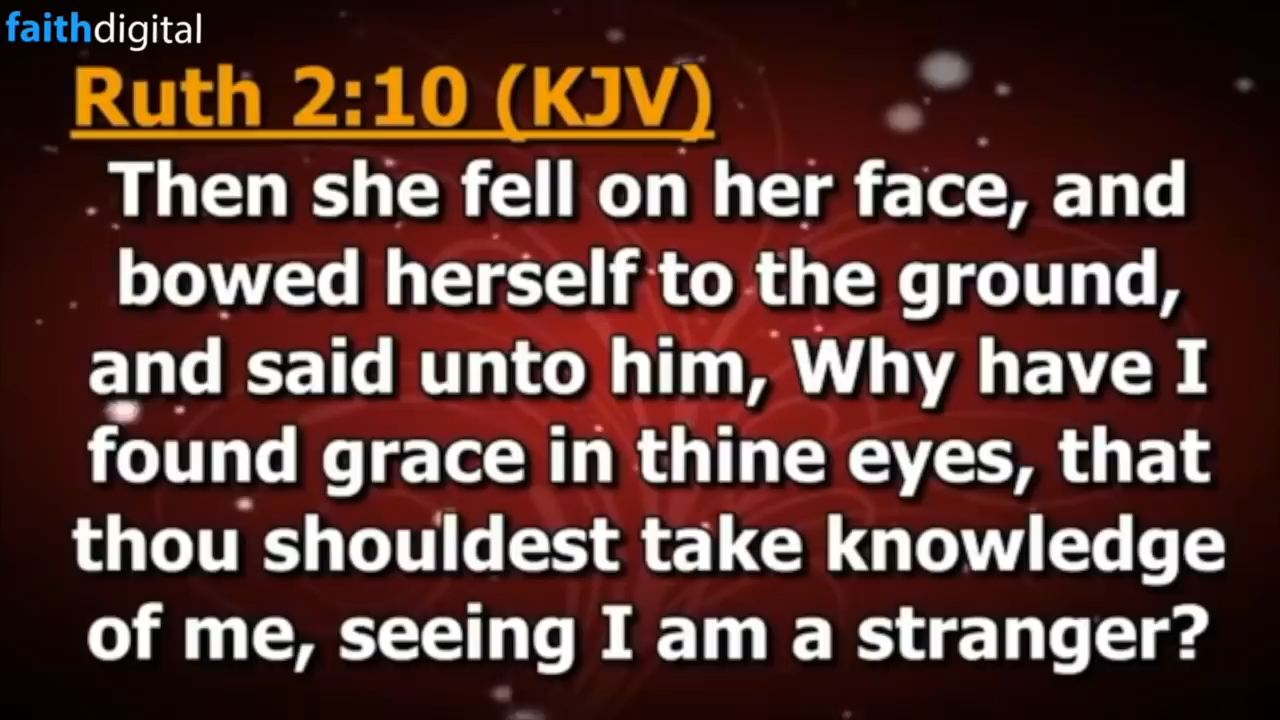 faithdigital
Ruth 2:10 (KJV)
Then she fell on her face, and
bowed herself to the ground,
and said unto him, Why have I
found grace in thine eyes, that
thou shouldest take knowledge
of me, seeing I am a stranger?